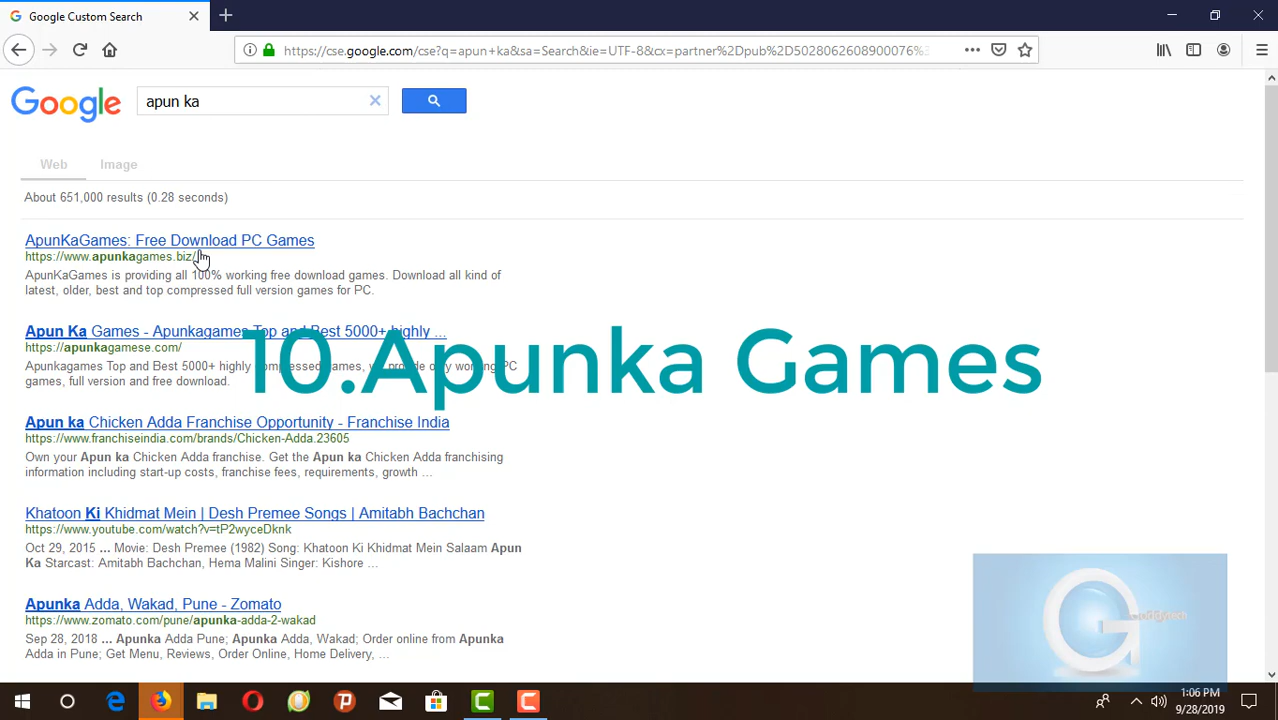 Google Custom Search
https://cse.google.com/cse?q=apun+ka&sa=Search&ie=UTF-8&cx=partner%2Dpub%2D5028062608900076%
Google
apun ka
Web Image
About 651,000 results (0.28 seconds)
ApunKaGames: Free Download PC Games
https://www.apunkagames.biz/
ApunKaGames is providing all 100% working free download games. Download all kind of
latest, older, best and top compressed full version games for PC.
Apun Ka Games - Apunkagames Top and Best 5000+ highly ...
https://apunkagamese.com/
Apunkagames Top and Best 5000+ highly compressed games, we provide only working PC
games, full version and free download.
10.Apunka Games
Apun ka Chicken Adda Franchise Opportunity - Franchise India
https://www.franchiseindia.com/brands/Chicken-Adda.23605
Own your Apun ka Chicken Adda franchise. Get the Apun ka Chicken Adda franchising
information including start-up costs, franchise fees, requirements, growth ...
Khatoon Ki Khidmat Mein | Desh Premee Songs | Amitabh Bachchan
https://www.youtube.com/watch?v=tP2wyceDknk
Oct 29, 2015 ... Movie: Desh Premee (1982) Song: Khatoon Ki Khidmat Mein Salaam Apun
Ka Starcast: Amitabh Bachchan, Hema Malini Singer: Kishore ...
Apunka Adda, Wakad, Pune - Zomato
https://www.zomato.com/pune/apunka-adda-2-wakad
Sep 28, 2018 ... Apunka Adda Pune; Apunka Adda, Wakad; Order online from Apunka
Adda in Pune; Get Menu, Reviews, Order Online, Home Delivery, ...
1:06 PM
9/28/2019